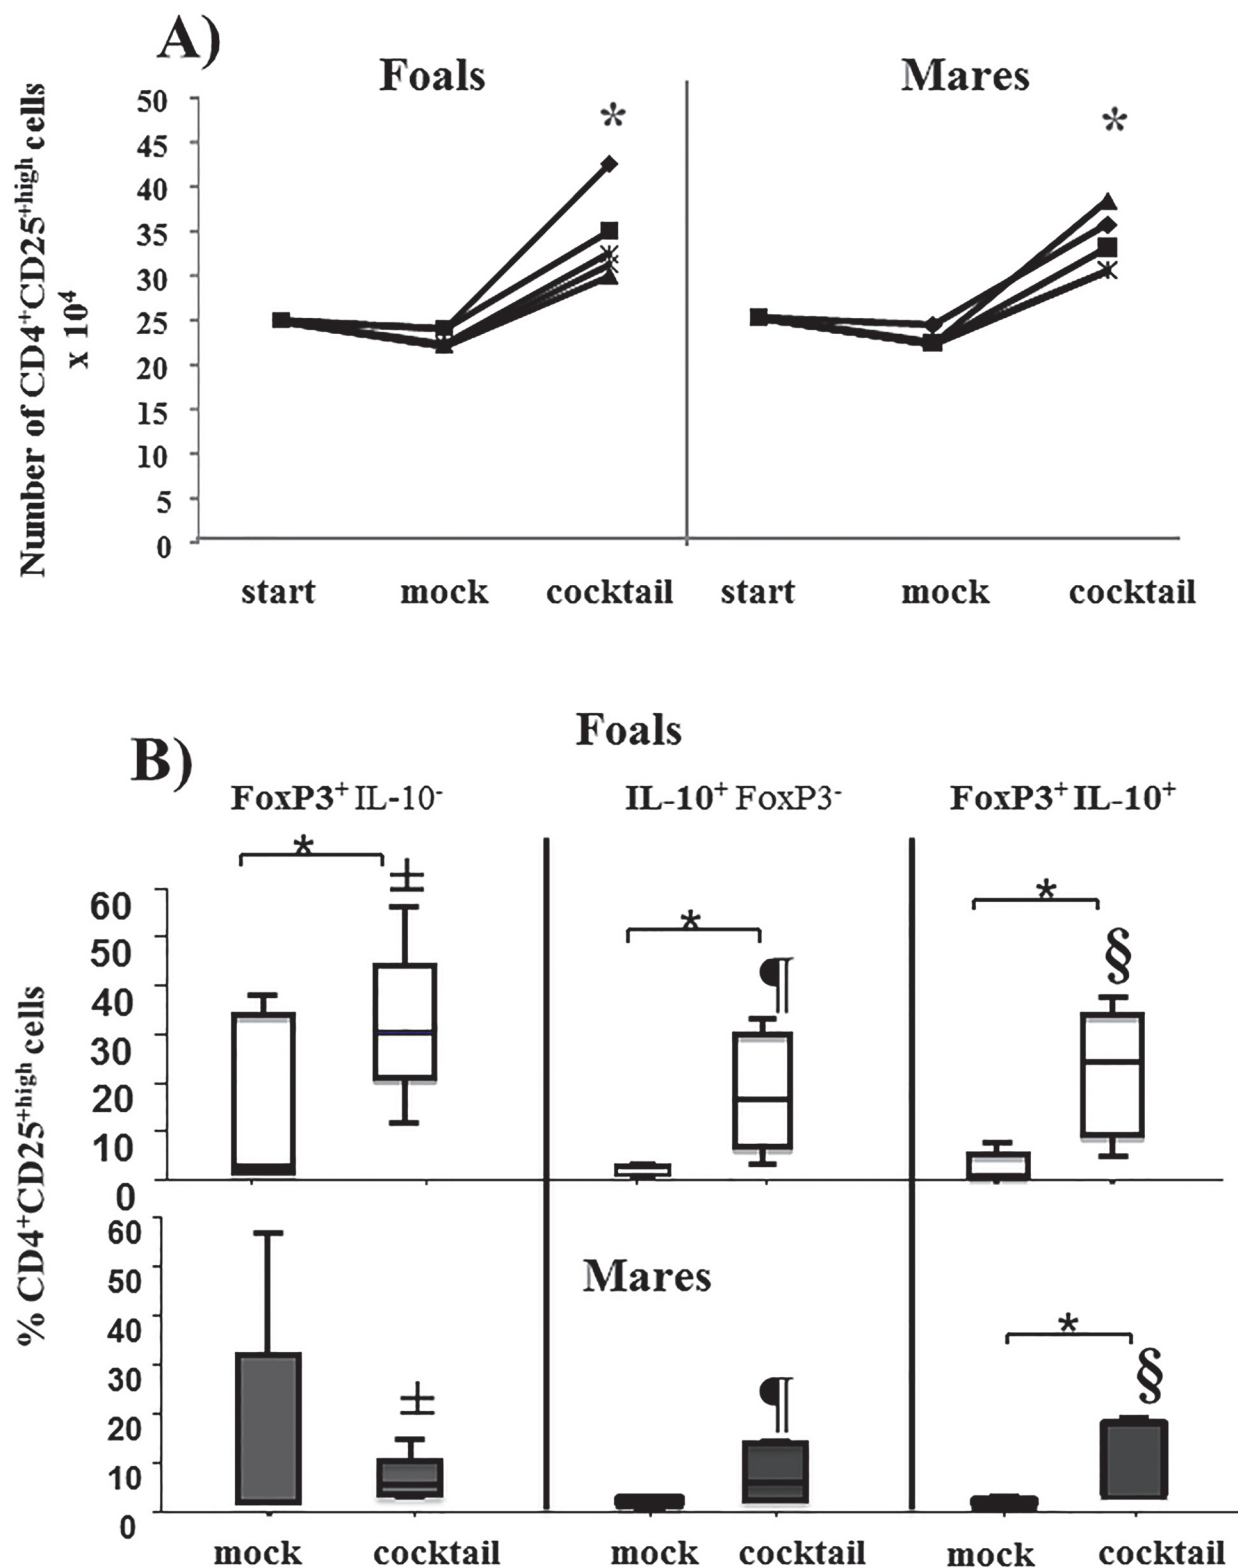 A)
Foals
Mares
Number of CD4⁺CD25⁺ʰⁱᵍʰ cells
x 10⁴
50
45
40
35
30
25
20
15
10
5
0
*
*
start
mock
cocktail
start
mock
cocktail
B)
Foals
FoxP3⁺ IL-10⁻
IL-10⁺ FoxP3⁻
FoxP3⁺ IL-10⁺
% CD4⁺CD25⁺ʰⁱᵍʰ cells
60
50
40
30
20
10
0
*
‡
*
¶
*
§
Mares
60
50
40
30
20
10
0
‡
¶
*
§
mock
cocktail
mock
cocktail
mock
cocktail